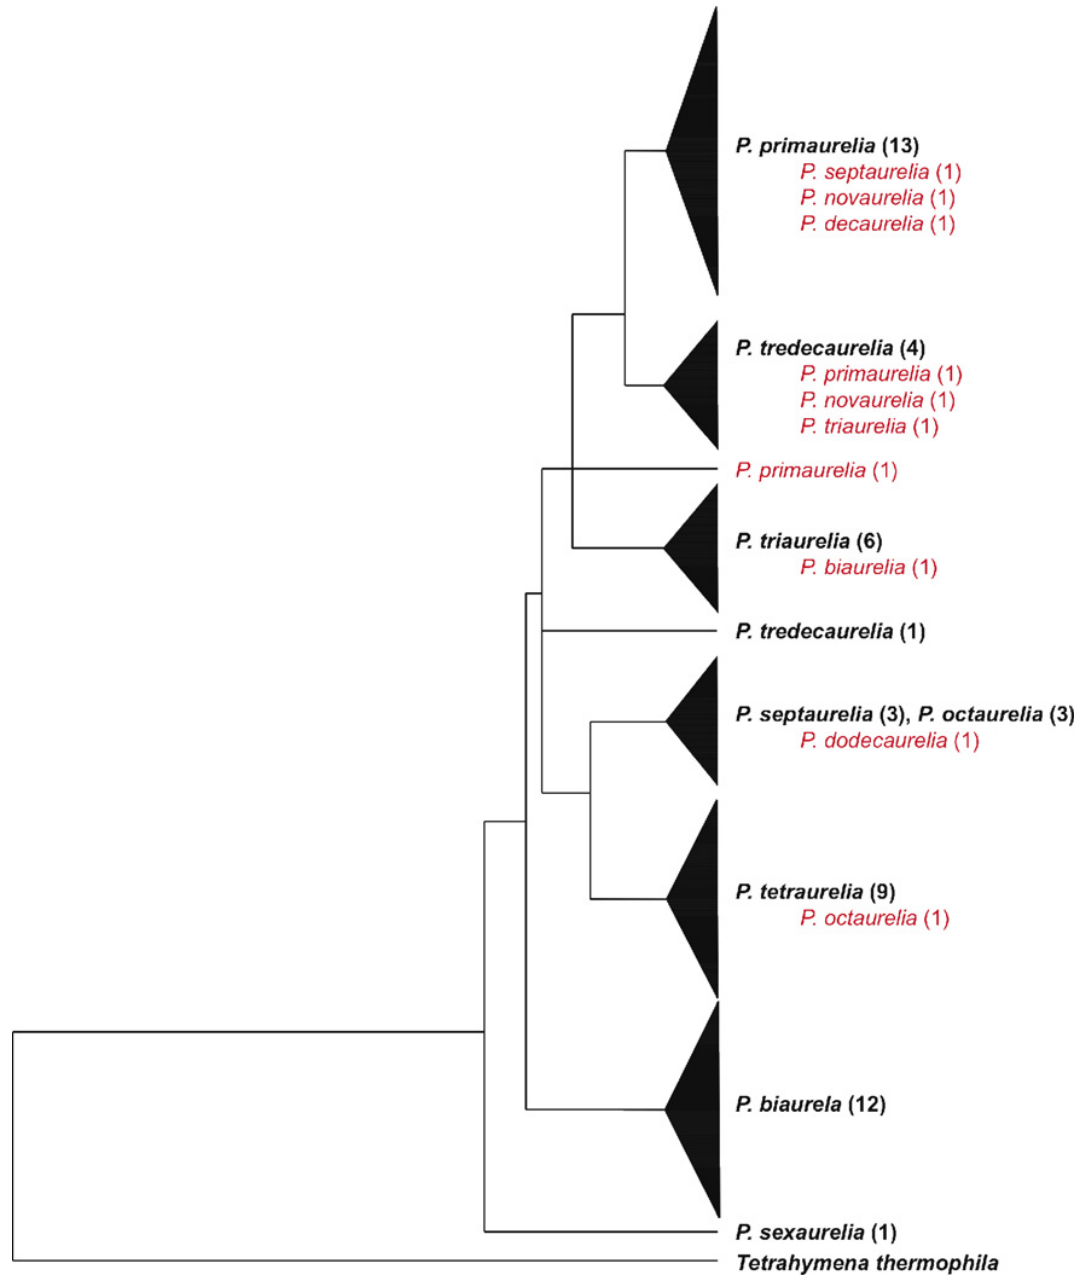 P. primaurelia (13)
P. septaurelia (1)
P. novaurelia (1)
P. decaurelia (1)
P. tredecaurelia (4)
P. primaurelia (1)
P. novaurelia (1)
P. triaurelia (1)
P. primaurelia (1)
P. triaurelia (6)
P. biaurelia (1)
P. tredecaurelia (1)
P. septaurelia (3), P. octaurelia (3)
P. dodecaurelia (1)
P. tetraurelia (9)
P. octaurelia (1)
P. biaurela (12)
P. sexaurelia (1)
Tetrahymena thermophila